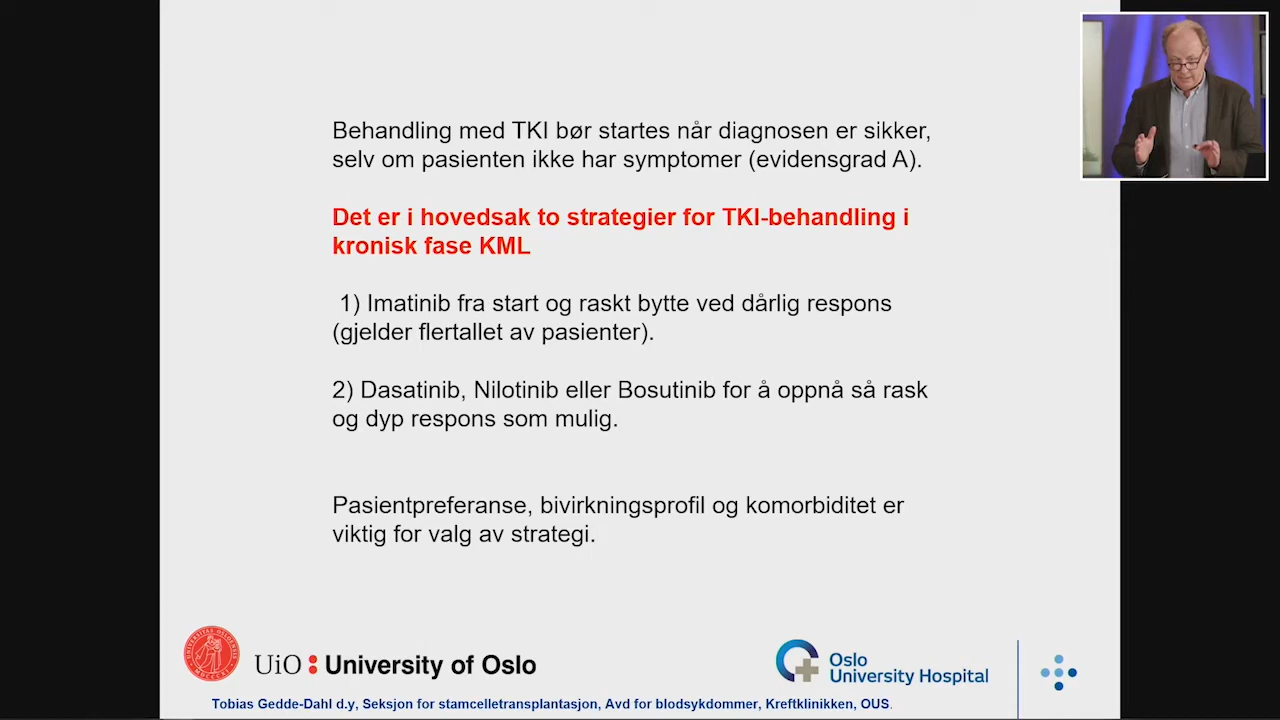 Behandling med TKI bør startes når diagnosen er sikker,
selv om pasienten ikke har symptomer (evidensgrad A).
Det er i hovedsak to strategier for TKI-behandling i
kronisk fase KML
1) Imatinib fra start og raskt bytte ved dårlig respons
(gjelder flertallet av pasienter).
2) Dasatinib, Nilotinib eller Bosutinib for å oppnå så rask
og dyp respons som mulig.
Pasientpreferanse, bivirkningsprofil og komorbiditet er
viktig for valg av strategi.
UiO : University of Oslo
Oslo
University Hospital
Tobias Gedde-Dahl d.y, Seksjon for stamcelletransplantasjon, Avd for blodsykdommer, Kreftklinikken, OUS.